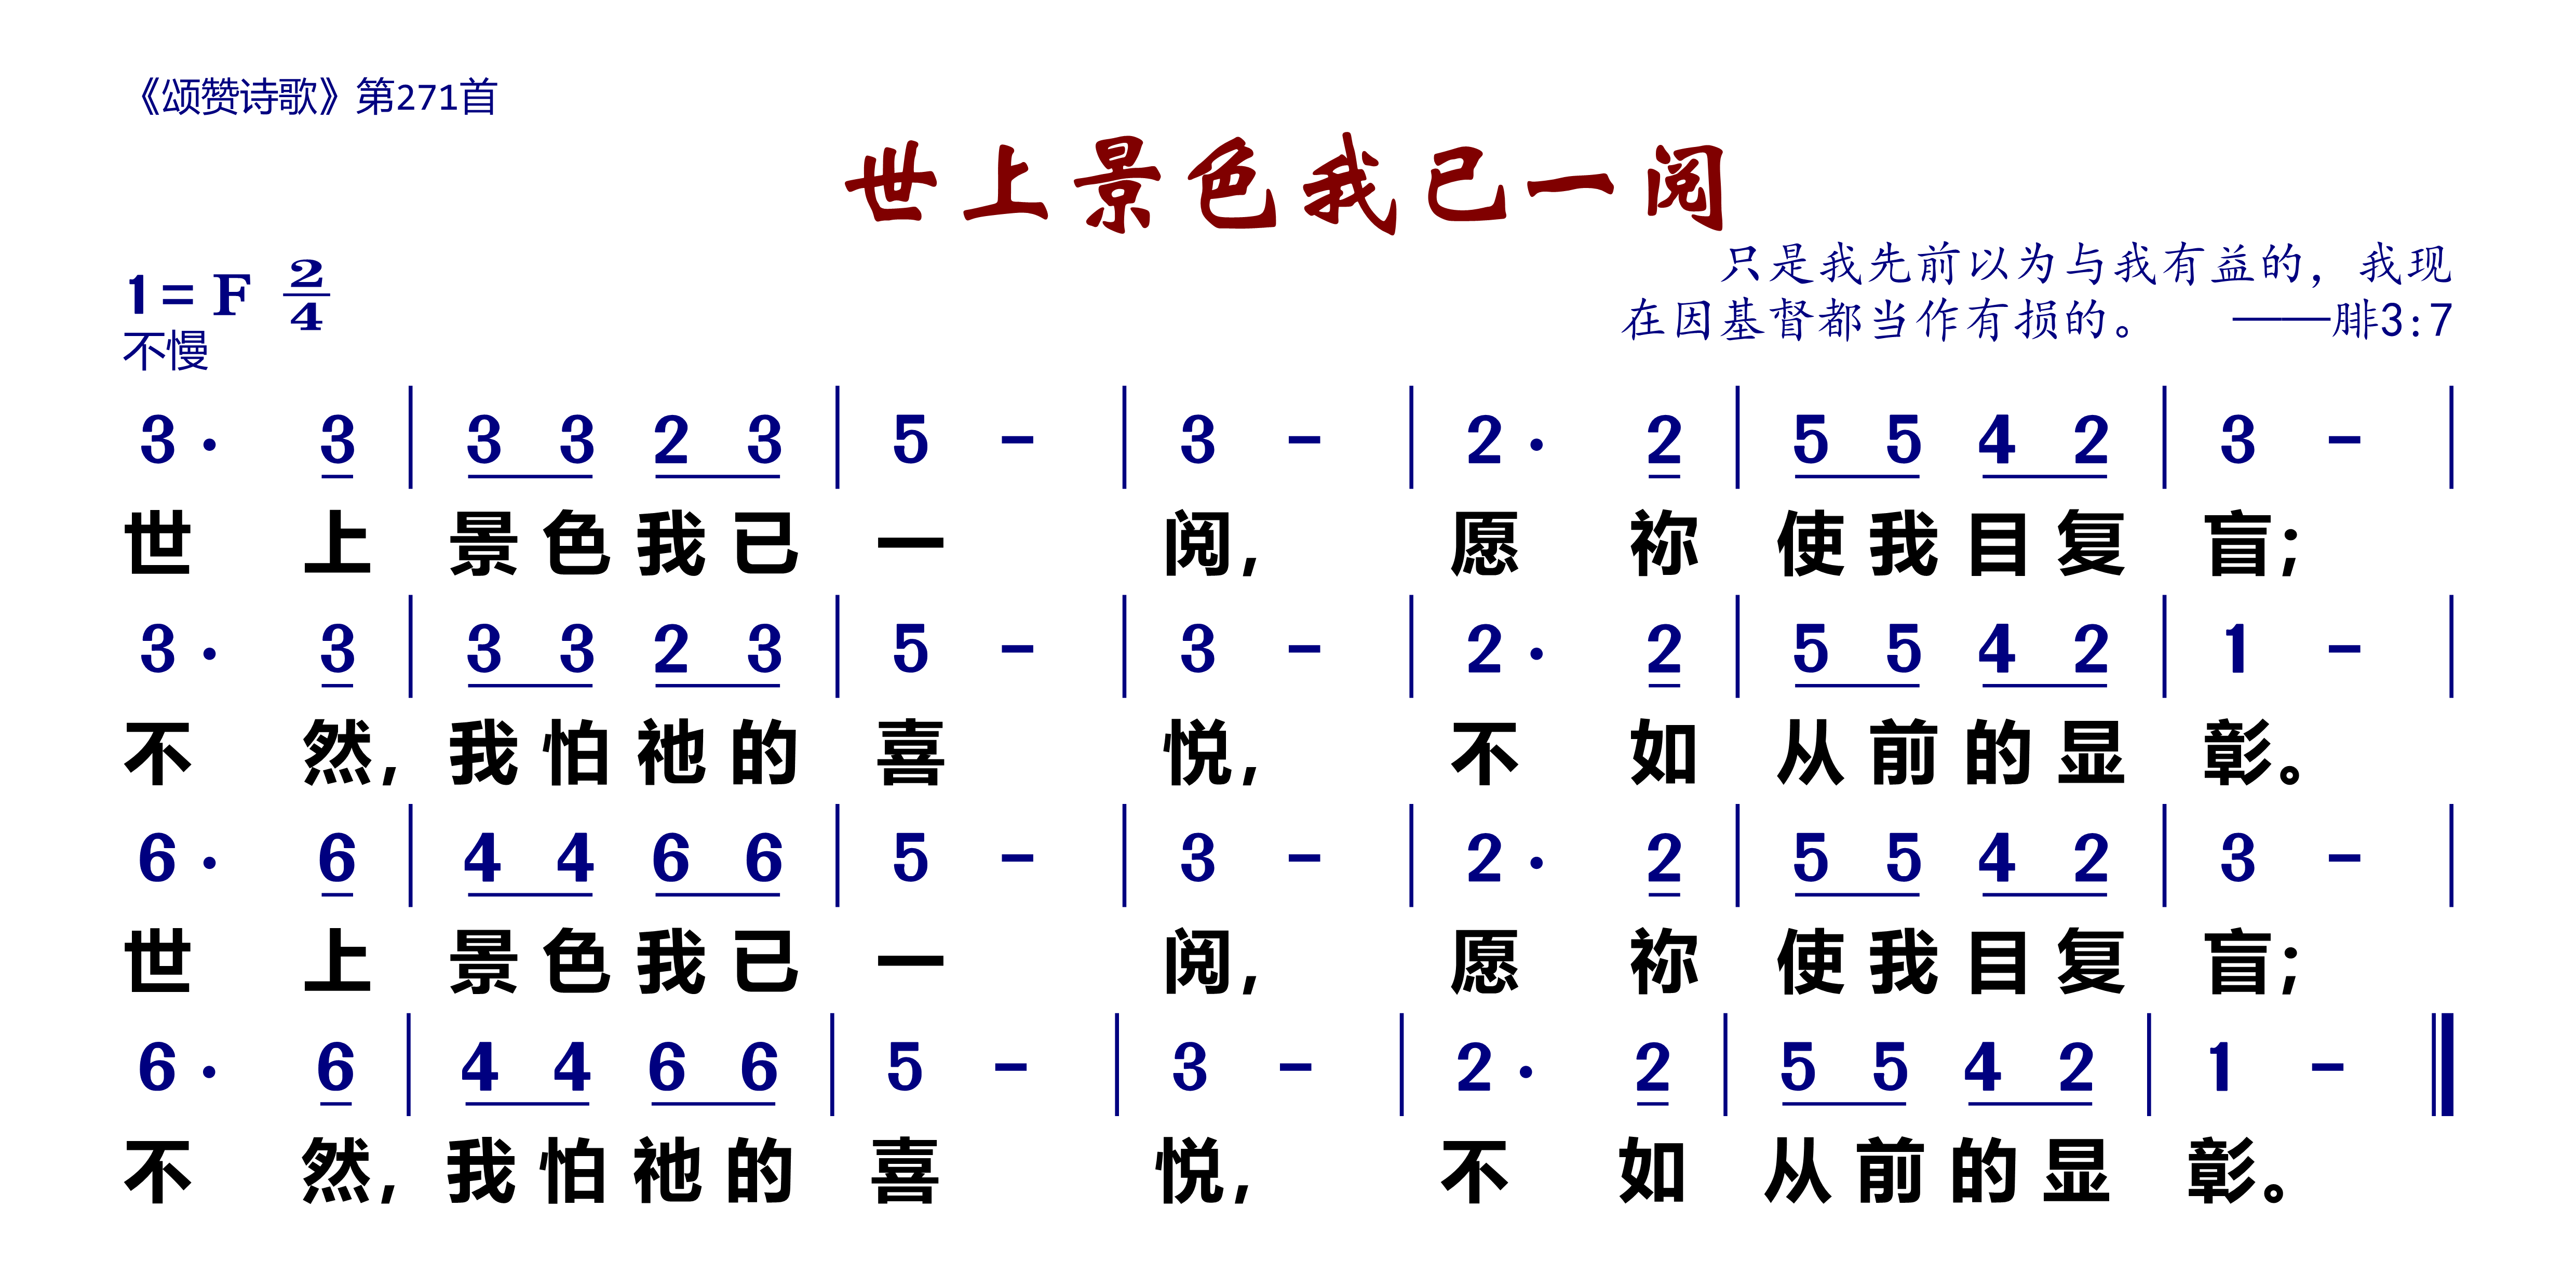 《颂赞诗歌》第271首
世上景色我已一阅
1= F 2/4
只是我先前以为与我有益的，我现
不慢
在因基督都当作有损的。 ——腓3:7
3 · 3 | 3 3 2 3 | 5 - | 3 - | 2 · 2 | 5 5 4 2 | 3 - |
世上景色我已一阅，愿祢使我目复盲；
3 · 3 | 3 3 2 3 | 5 - | 3 - | 2 · 2 | 5 5 4 2 | 1 - |
不然，我怕祂的喜悦，不如从前的显彰。
6 · 6 | 4 4 6 6 | 5 - | 3 - | 2 · 2 | 5 5 4 2 | 3 - |
世上景色我已一阅，愿祢使我目复盲；
6 · 6 | 4 4 6 6 | 5 - | 3 - | 2 · 2 | 5 5 4 2 | 1 - ‖
不然，我怕祂的喜悦，不如从前的显彰。